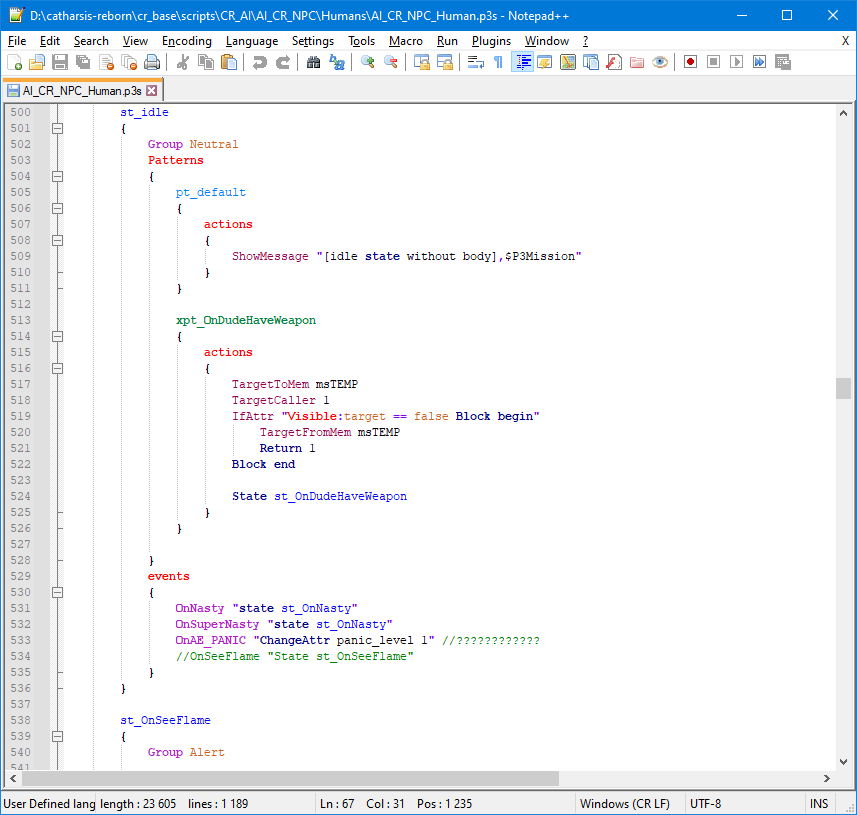 D:\catharsis-reborn\cr_base\scripts\CR_AI\AI_CR_NPC\Humans\AI_CR_NPC_Human.p3s - Notepad++
File Edit Search View Encoding Language Settings Tools Macro Run Plugins Window ? X
AI_CR_NPC_Human.p3s
500 st_idle
501 {
502 Group Neutral
503 Patterns
504 {
505 pt_default
506 {
507 actions
508 {
509 ShowMessage "[idle state without body],$P3Mission"
510 }
511 }
512
513 xpt_OnDudeHaveWeapon
514 {
515 actions
516 {
517 TargetToMem msTEMP
518 TargetCaller 1
519 IfAttr "Visible:target == false Block begin"
520 TargetFromMem msTEMP
521 Return 1
522 Block end
523
524 State st_OnDudeHaveWeapon
525 }
526 }
527
528 }
529 events
530 {
531 OnNasty "state st_OnNasty"
532 OnSuperNasty "state st_OnNasty"
533 OnAE_PANIC "ChangeAttr panic_level 1" //????????????
534 //OnSeeFlame "State st_OnSeeFlame"
535 }
536 }
537
538 st_OnSeeFlame
539 {
540 Group Alert
541
User Defined lang length : 23 605 lines : 1 189 Ln : 67 Col : 31 Pos : 1 235 Windows (CR LF) UTF-8 INS